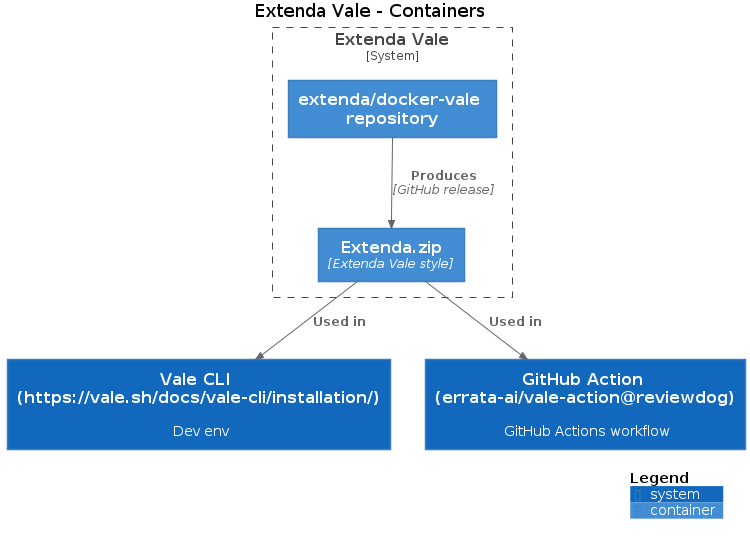 Extenda Vale - Containers
Extenda Vale
[System]
extenda/docker-vale
repository
Produces
[GitHub release]
Extenda.zip
[Extenda Vale style]
Used in
Used in
Vale CLI
(https://vale.sh/docs/vale-cli/installation/)
Dev env
GitHub Action
(errata-ai/vale-action@reviewdog)
GitHub Actions workflow
Legend
system
container